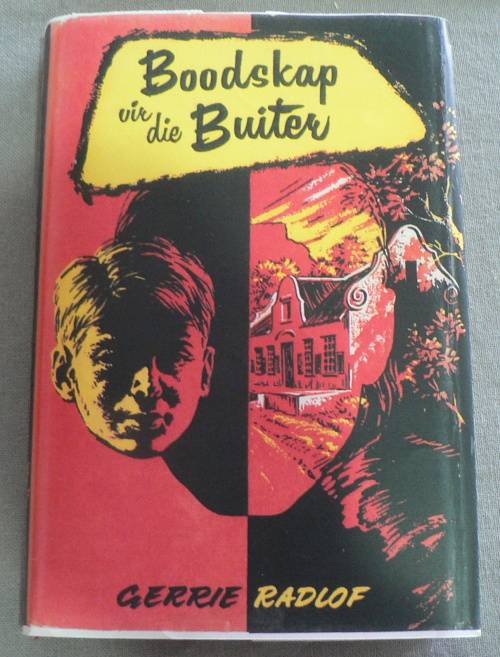 Boodskap
vir die Buiter
GERRIE RADLOF